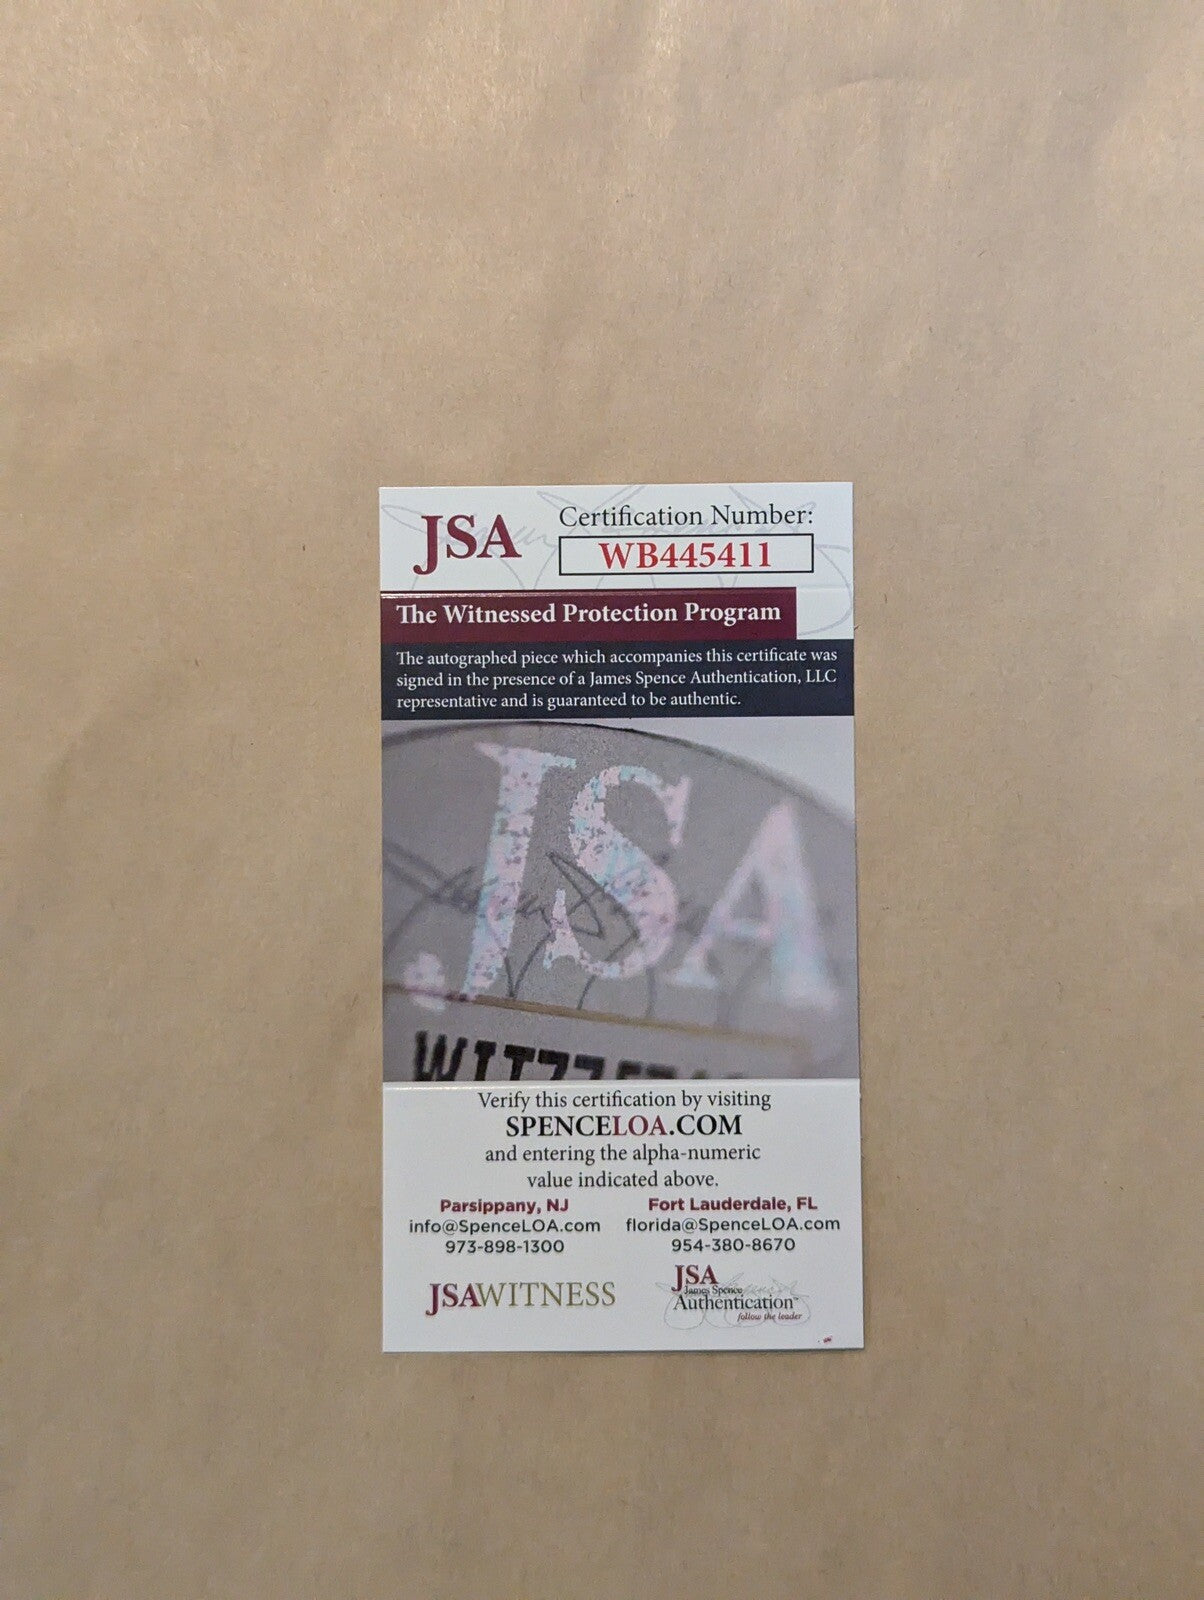 JSA
Certification Number:
WB445411
The Witnessed Protection Program
The autographed piece which accompanies this certificate was
signed in the presence of a James Spence Authentication, LLC
representative and is guaranteed to be authentic.
JSA
Verify this certification by visiting
SPENCELOA.COM
and entering the alpha-numeric
value indicated above.
Parsippany, NJ
info@SpenceLOA.com
973-898-1300
Fort Lauderdale, FL
florida@SpenceLOA.com
954-380-8670
JSAWITNESS
JSA
James Spence
Authentication™
follow the leader